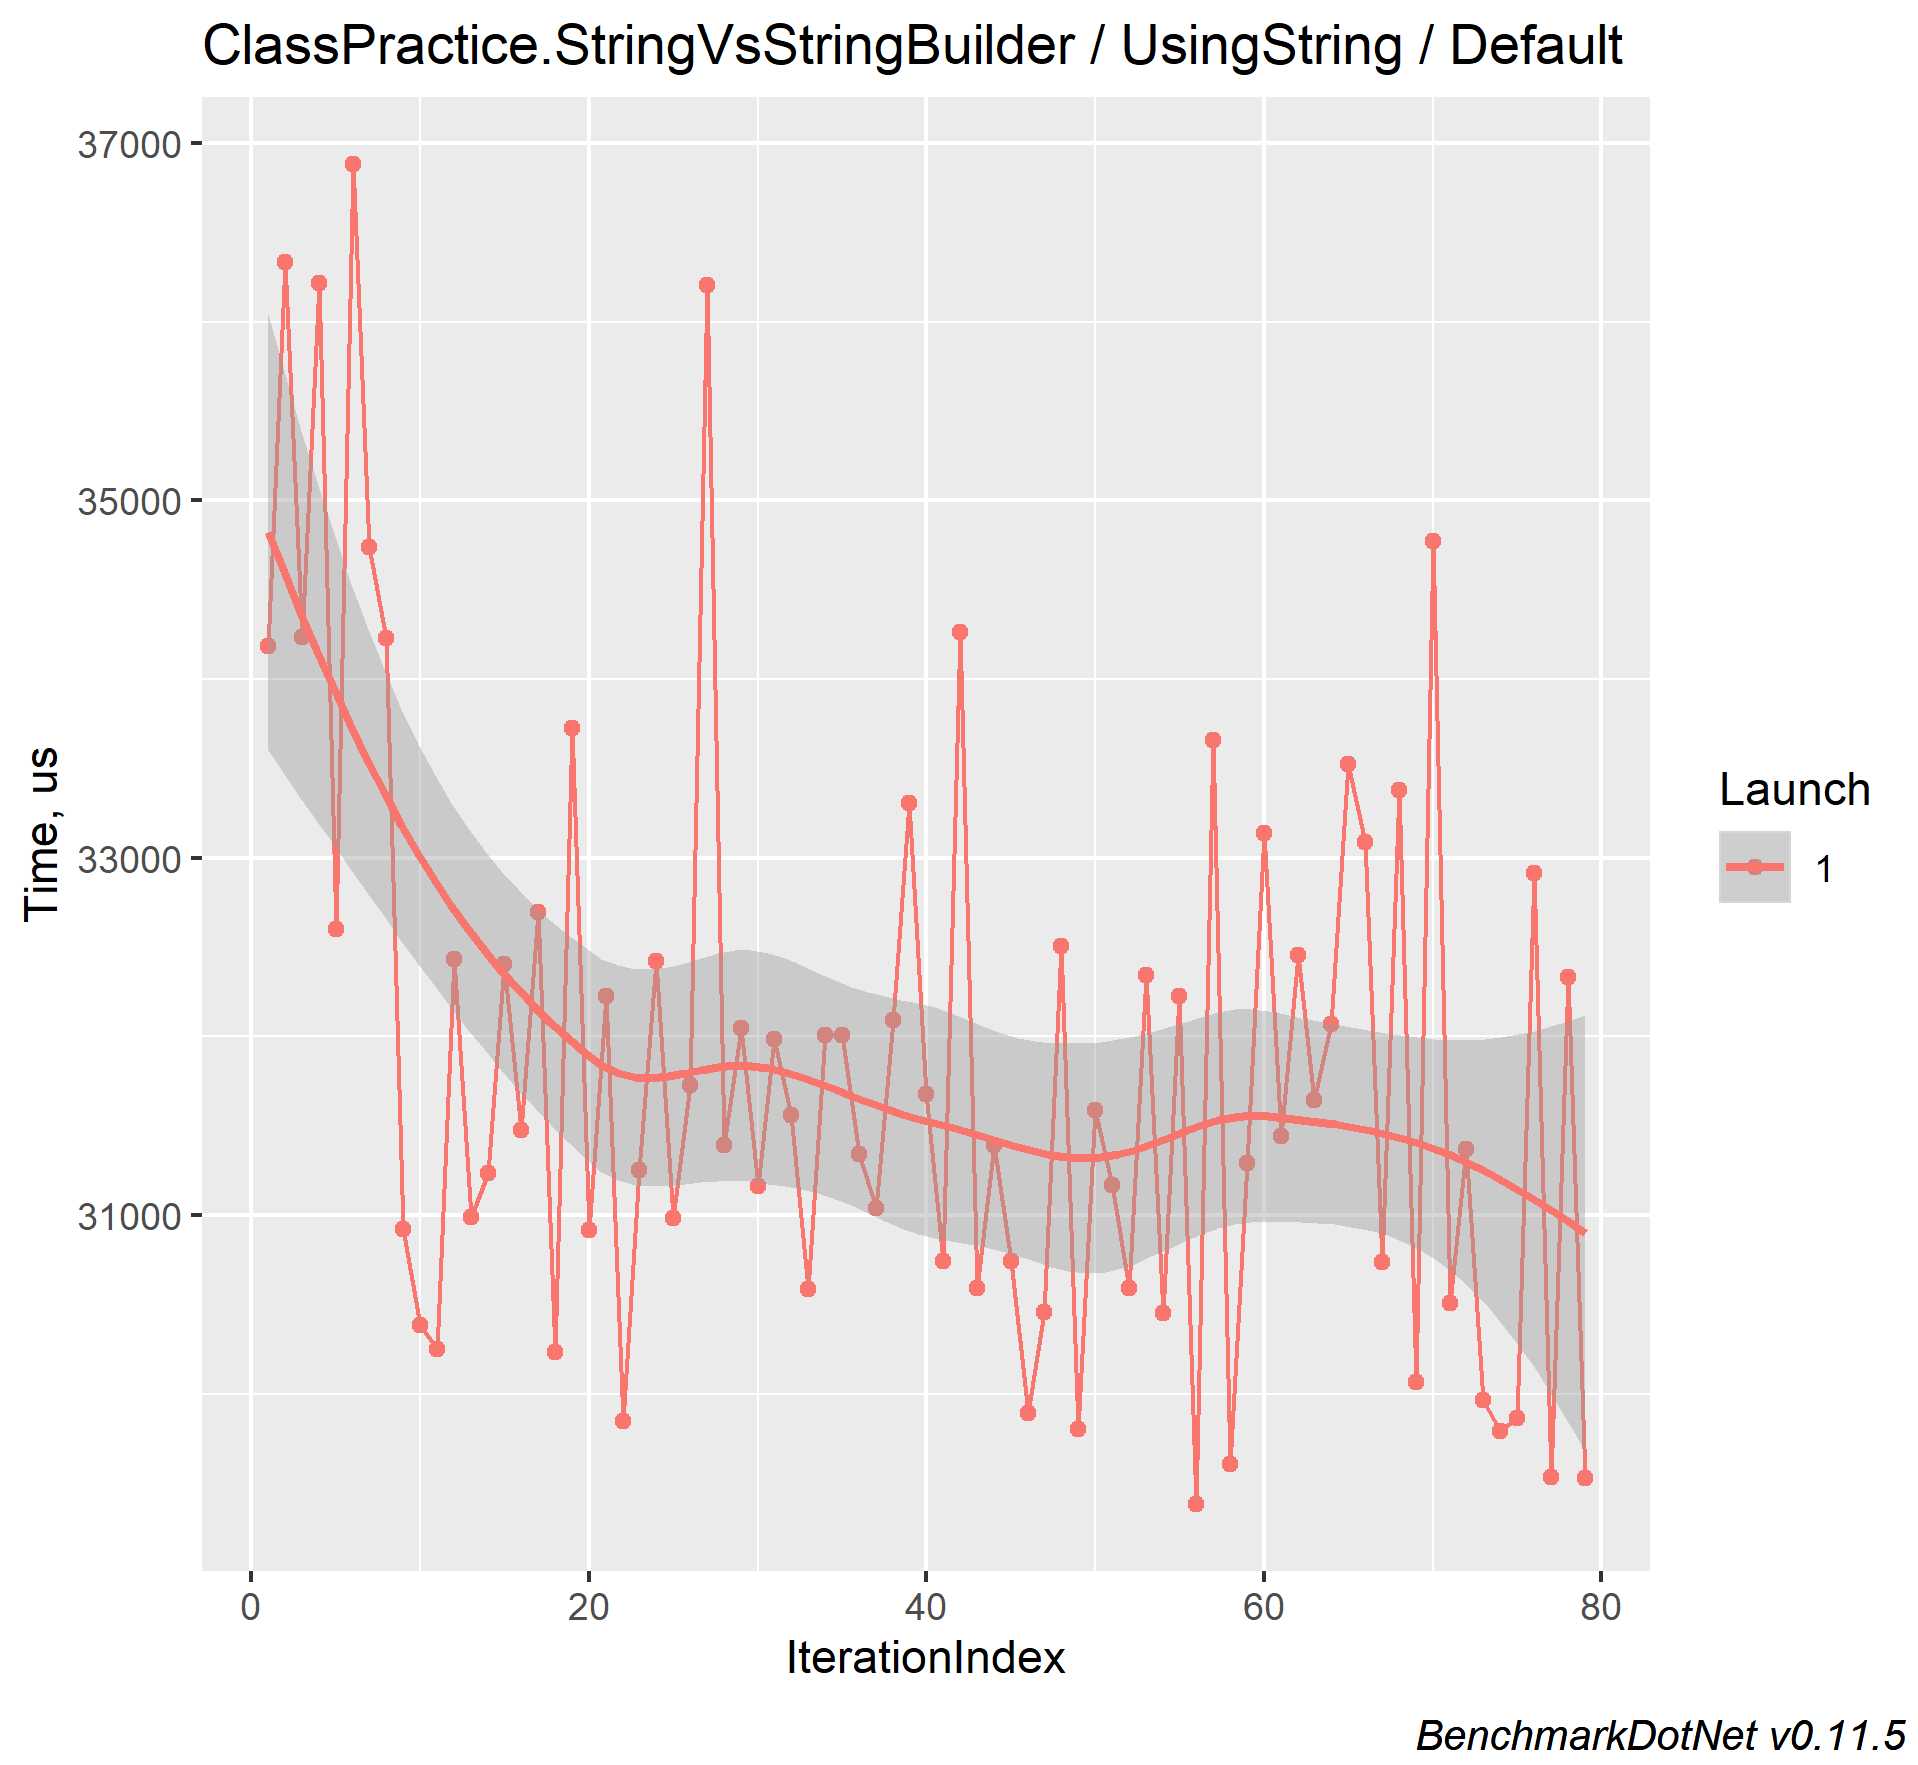 ClassPractice.StringVsStringBuilder / UsingString / Default
37000
35000
33000
31000
Time, us
0 20 40 60 80
IterationIndex
Launch
1
BenchmarkDotNet v0.11.5